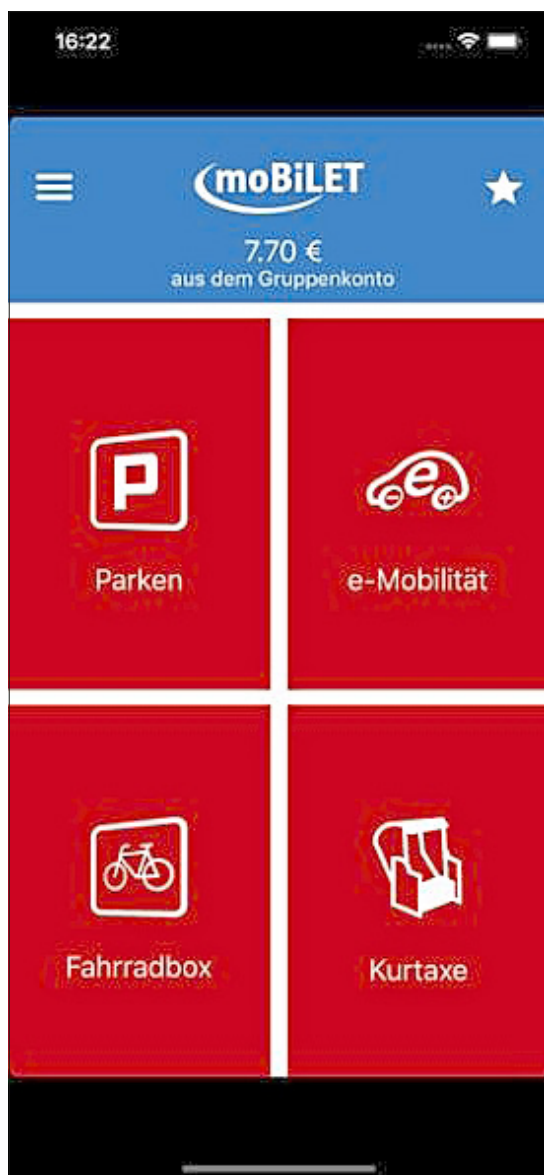 16:22
moBiLET
7.70 €
aus dem Gruppenkonto
P
Parken
e
e-Mobilität
Fahrradbox
Kurtaxe